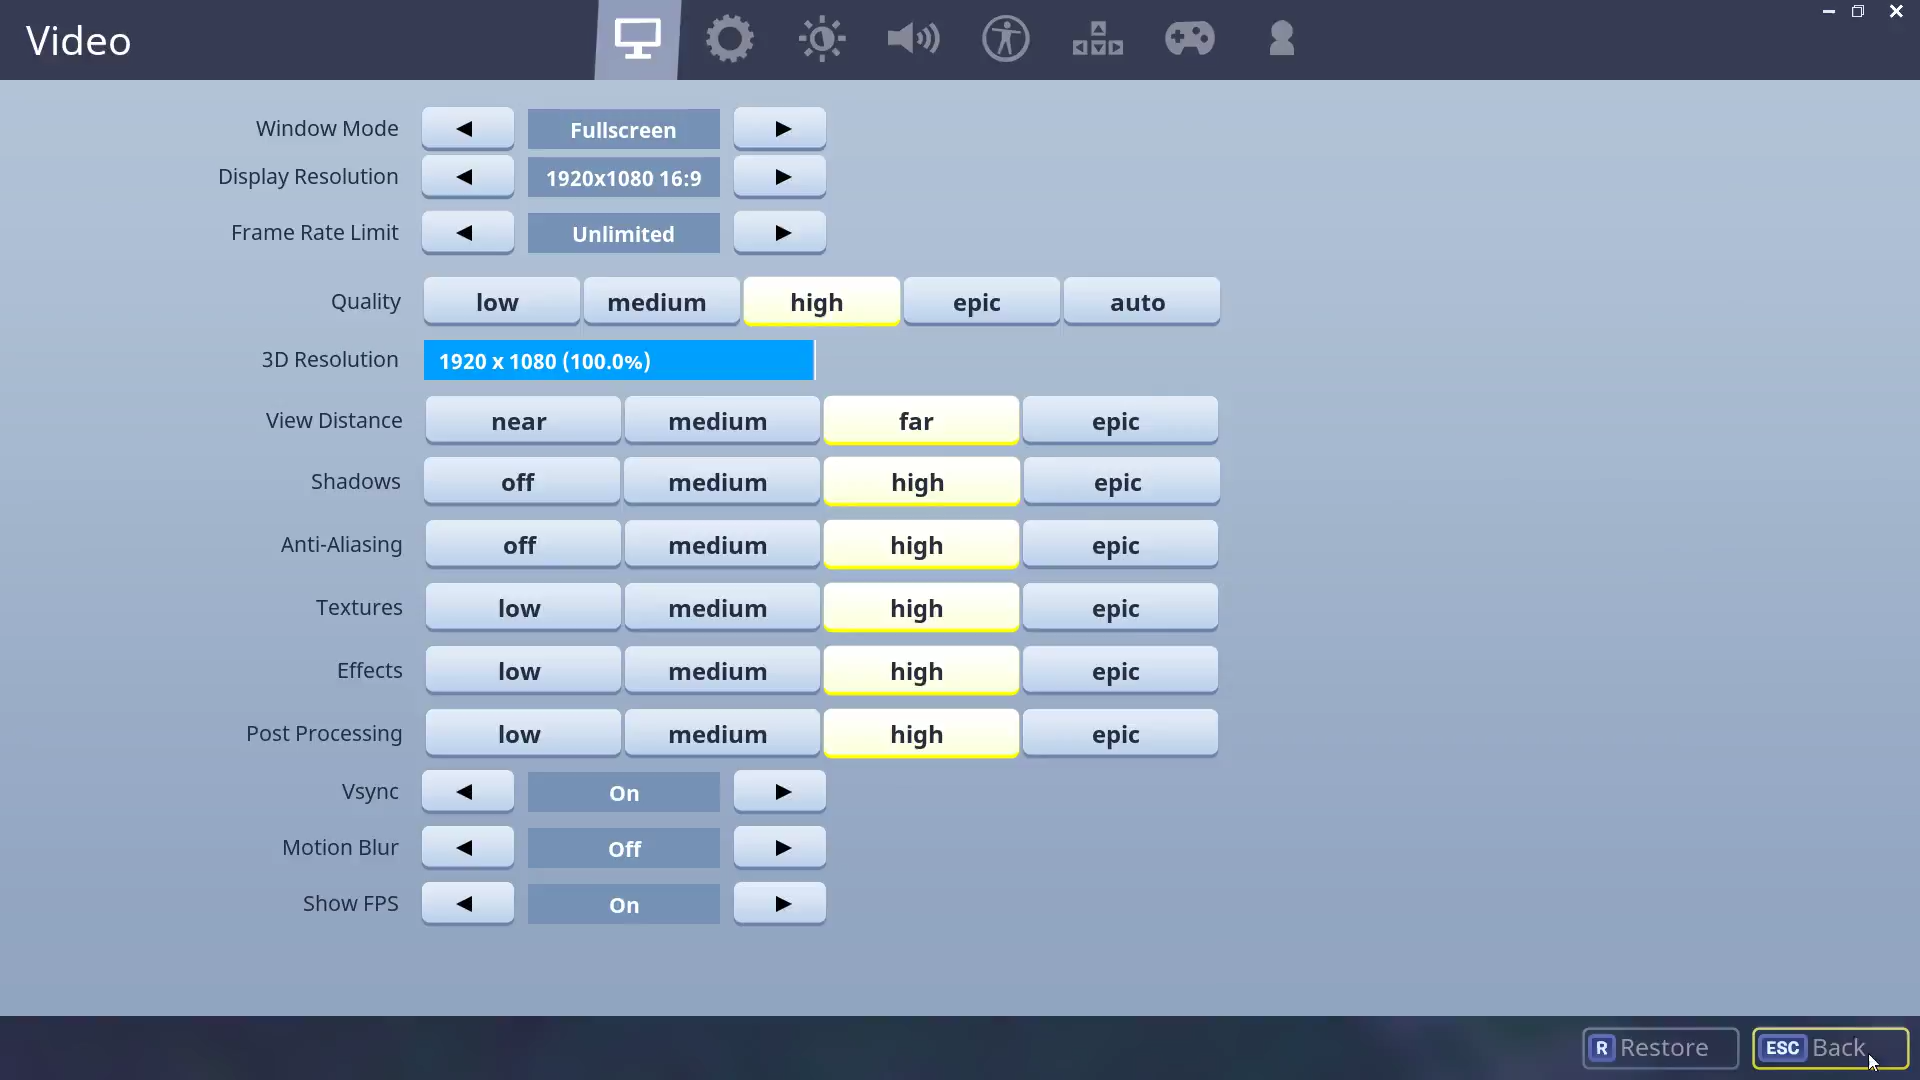 Video
Window Mode ◀ Fullscreen ▶
Display Resolution ◀ 1920x1080 16:9 ▶
Frame Rate Limit ◀ Unlimited ▶
Quality low medium high epic auto
3D Resolution 1920 x 1080 (100.0%)
View Distance near medium far epic
Shadows off medium high epic
Anti-Aliasing off medium high epic
Textures low medium high epic
Effects low medium high epic
Post Processing low medium high epic
Vsync ◀ On ▶
Motion Blur ◀ Off ▶
Show FPS ◀ On ▶
R Restore ESC Back